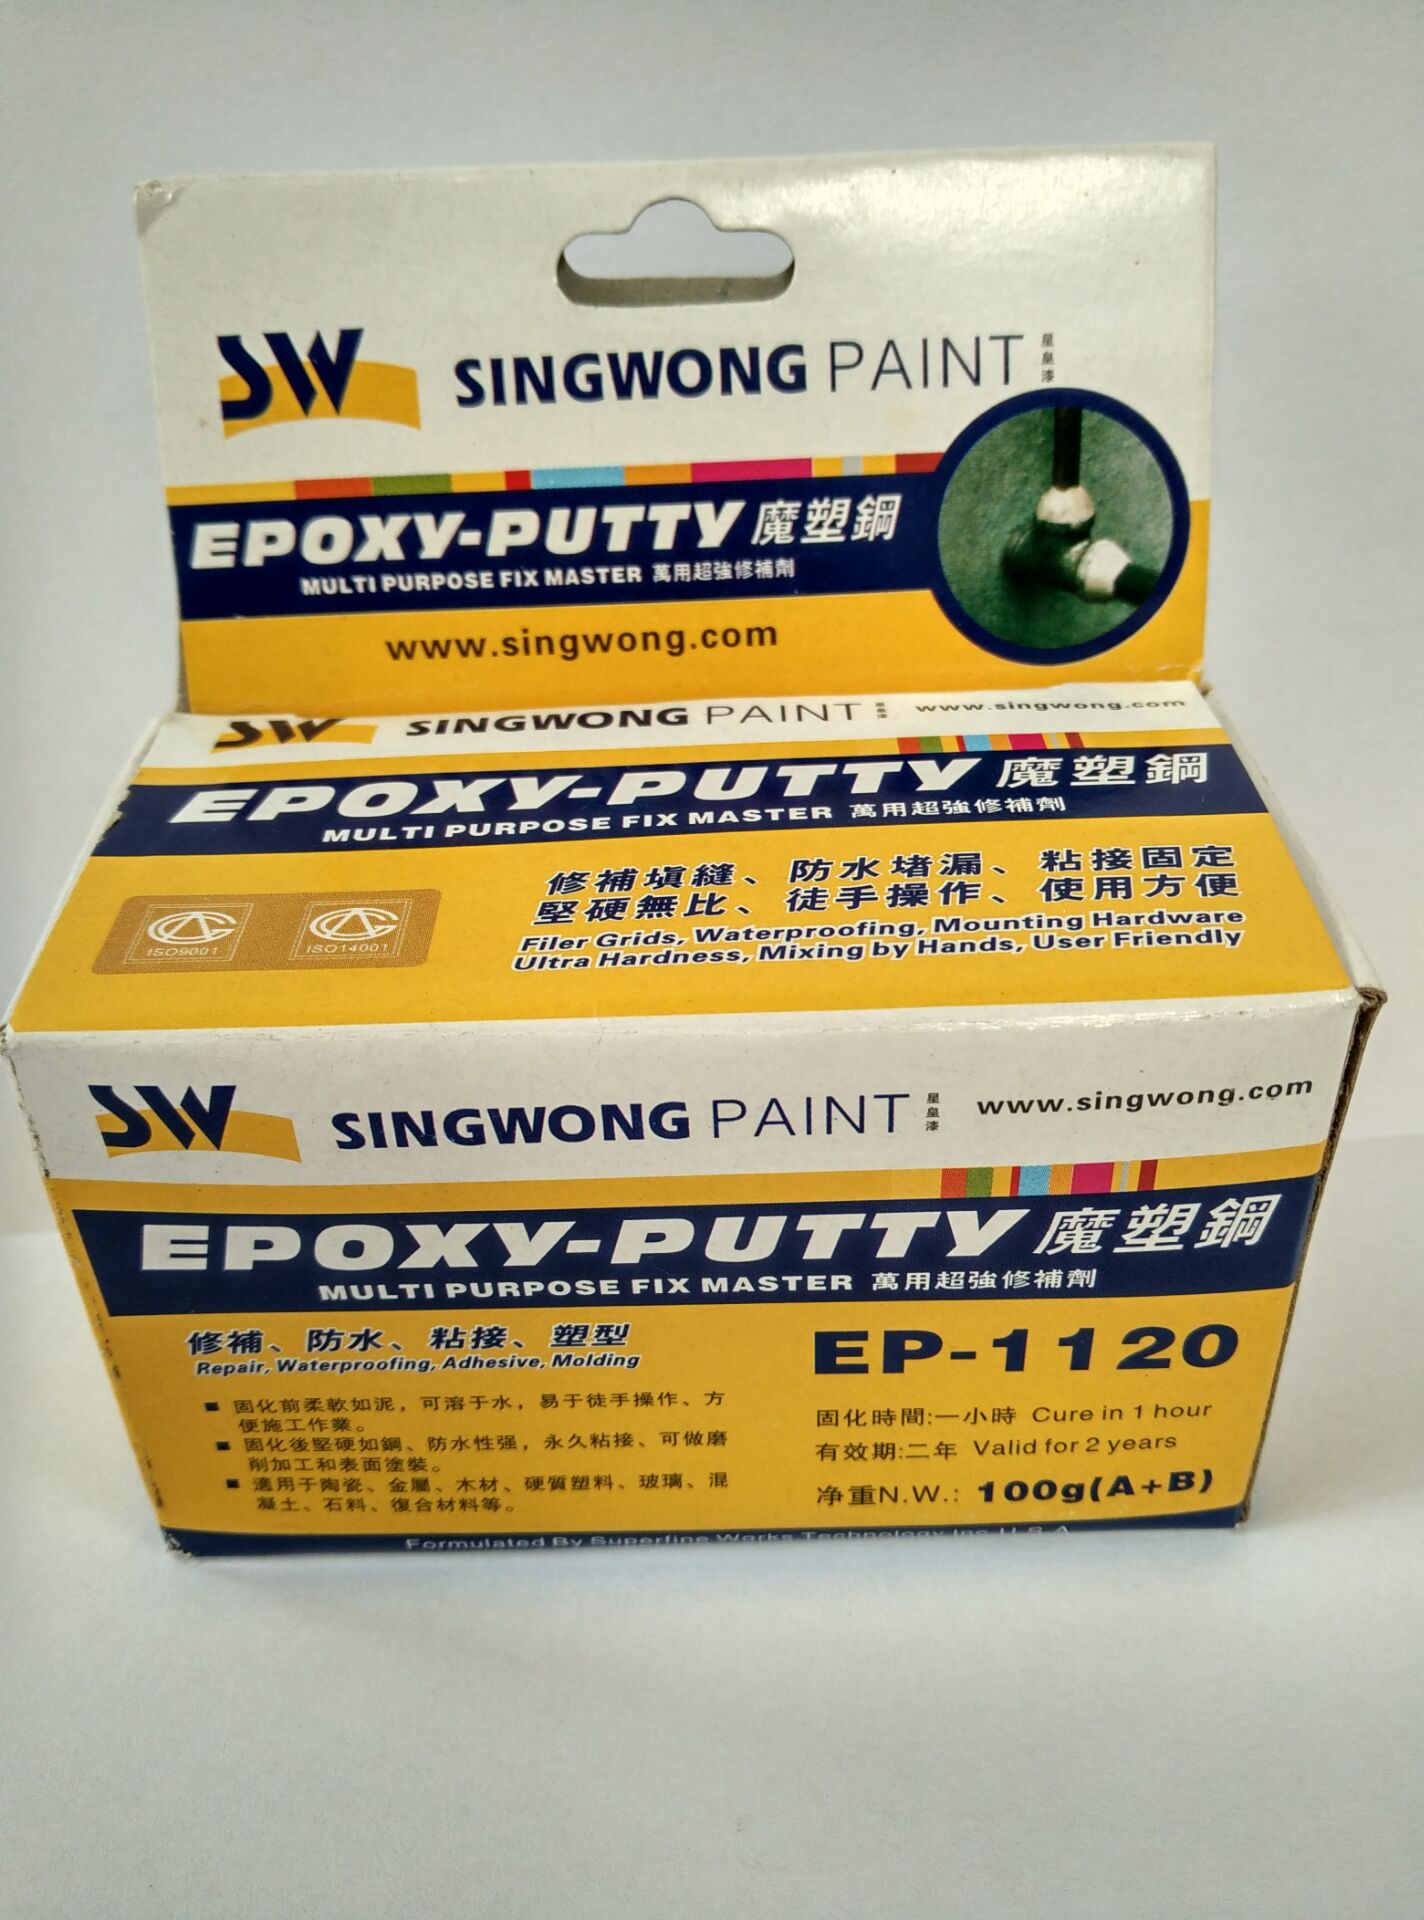 SW
SINGWONG PAINT 星皇漆
EPOXY-PUTTY 魔塑鋼
MULTI PURPOSE FIX MASTER 萬用超強修補劑
www.singwong.com
SW SINGWONG PAINT 星皇漆 www.singwong.com
EPOXY-PUTTY 魔塑鋼
MULTI PURPOSE FIX MASTER 萬用超強修補劑
修補填縫、防水堵漏、粘接固定
堅硬無比、徒手操作、使用方便
Filer Grids, Waterproofing, Mounting Hardware
Ultra Hardness, Mixing by Hands, User Friendly
ISO9001 ISO14001
SW SINGWONG PAINT 星皇漆 www.singwong.com
EPOXY-PUTTY 魔塑鋼
MULTI PURPOSE FIX MASTER 萬用超強修補劑
修補、防水、粘接、塑型
Repair, Waterproofing, Adhesive, Molding
■ 固化前柔軟如泥，可溶于水，易于徒手操作、方
便施工作業。
■ 固化後堅硬如鋼、防水性强，永久粘接、可做磨
削加工和表面塗裝。
■ 適用于陶瓷、金屬、木材、硬質塑料、玻璃、混
凝土、石料、復合材料等。
EP-1120
固化時間:一小時 Cure in 1 hour
有效期:二年 Valid for 2 years
净重N.W.: 100g(A+B)
Formulated By Superfine Works Technology Inc U.S.A